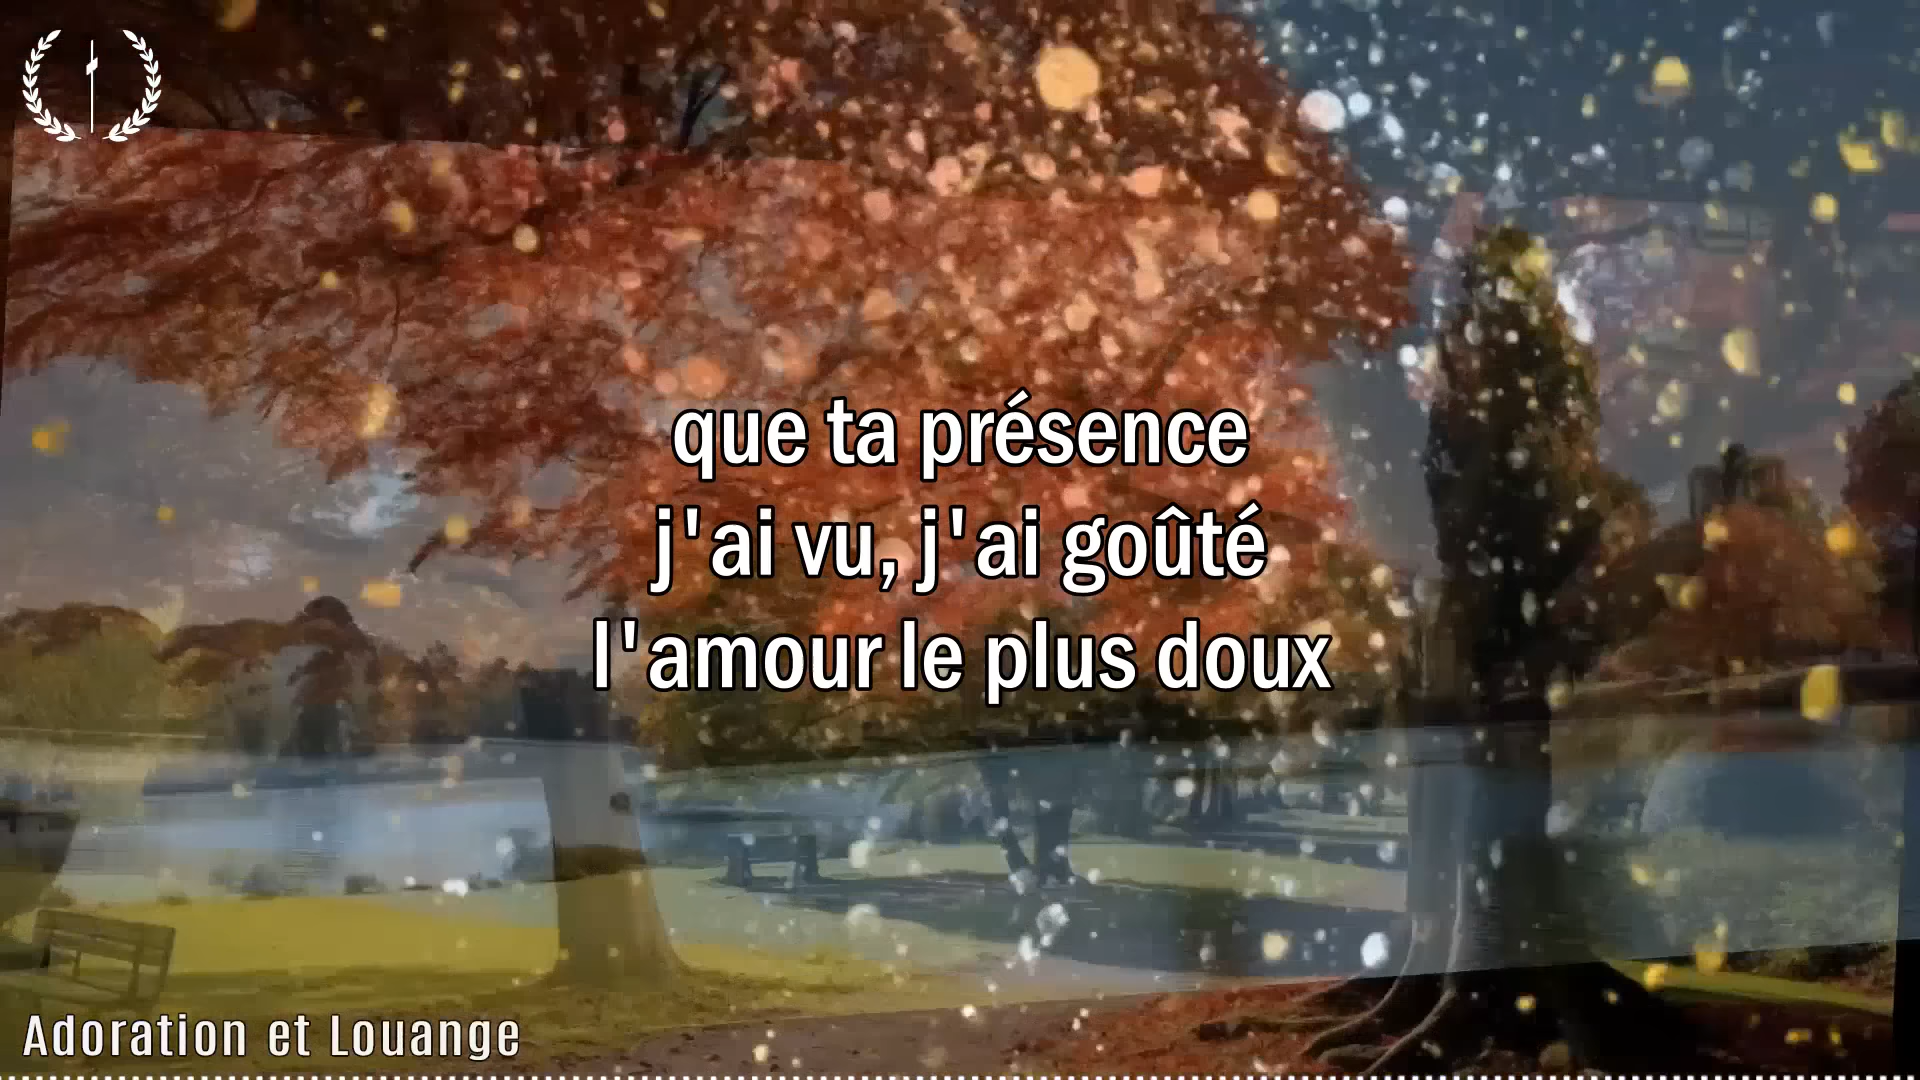 que ta présence
j'ai vu, j'ai goûté
l'amour le plus doux
Adoration et Louange